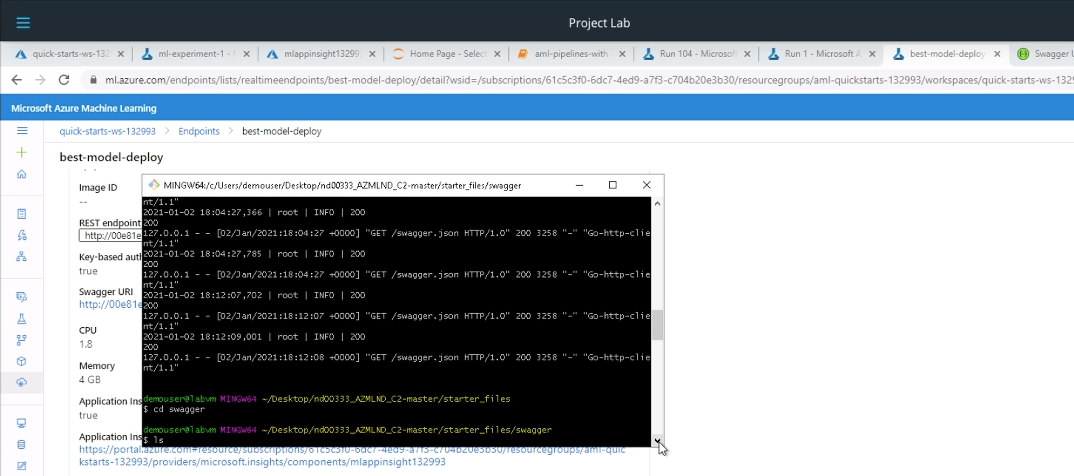 Project Lab
quick-starts-ws-132
ml-experiment-1 -
mlappinsight13299
Home Page - Select
aml-pipelines-with-
Run 104 - Microsoft
Run 1 - Microsoft A
best-model-deploy
Swagger U
ml.azure.com/endpoints/lists/realtimeendpoints/best-model-deploy/detail?wsid=/subscriptions/61c5c3f0-6dc7-4ed9-a7f3-c704b20e3b30/resourcegroups/aml-quickstarts-132993/workspaces/quick-starts-ws-1329
Microsoft Azure Machine Learning
quick-starts-ws-132993 > Endpoints > best-model-deploy
best-model-deploy
Image ID
--
REST endpoint
http://00e81e
Key-based auth
true
Swagger URI
http://00e81e
CPU
1.8
Memory
4 GB
Application Ins
true
Application Ins
https://portal.azure.com#resource/subscriptions/61c5c3f0-6dc7-4ed9-a7f3-c704b20e3b30/resourcegroups/aml-quic
kstarts-132993/providers/microsoft.insights/components/mlappinsight132993
MINGW64:/c/Users/demouser/Desktop/nd00333_AZMLND_C2-master/starter_files/swagger
nt/1.1"
2021-01-02 18:04:27,366 | root | INFO | 200
200
127.0.0.1 - - [02/Jan/2021:18:04:27 +0000] "GET /swagger.json HTTP/1.0" 200 3258 "-" "Go-http-clie
nt/1.1"
2021-01-02 18:04:27,785 | root | INFO | 200
200
127.0.0.1 - - [02/Jan/2021:18:04:27 +0000] "GET /swagger.json HTTP/1.0" 200 3258 "-" "Go-http-clie
nt/1.1"
2021-01-02 18:12:07,702 | root | INFO | 200
200
127.0.0.1 - - [02/Jan/2021:18:12:07 +0000] "GET /swagger.json HTTP/1.0" 200 3258 "-" "Go-http-clie
nt/1.1"
2021-01-02 18:12:09,001 | root | INFO | 200
200
127.0.0.1 - - [02/Jan/2021:18:12:08 +0000] "GET /swagger.json HTTP/1.0" 200 3258 "-" "Go-http-clie
nt/1.1"
demouser@labvm MINGW64 ~/Desktop/nd00333_AZMLND_C2-master/starter_files
$ cd swagger
demouser@labvm MINGW64 ~/Desktop/nd00333_AZMLND_C2-master/starter_files/swagger
$ ls